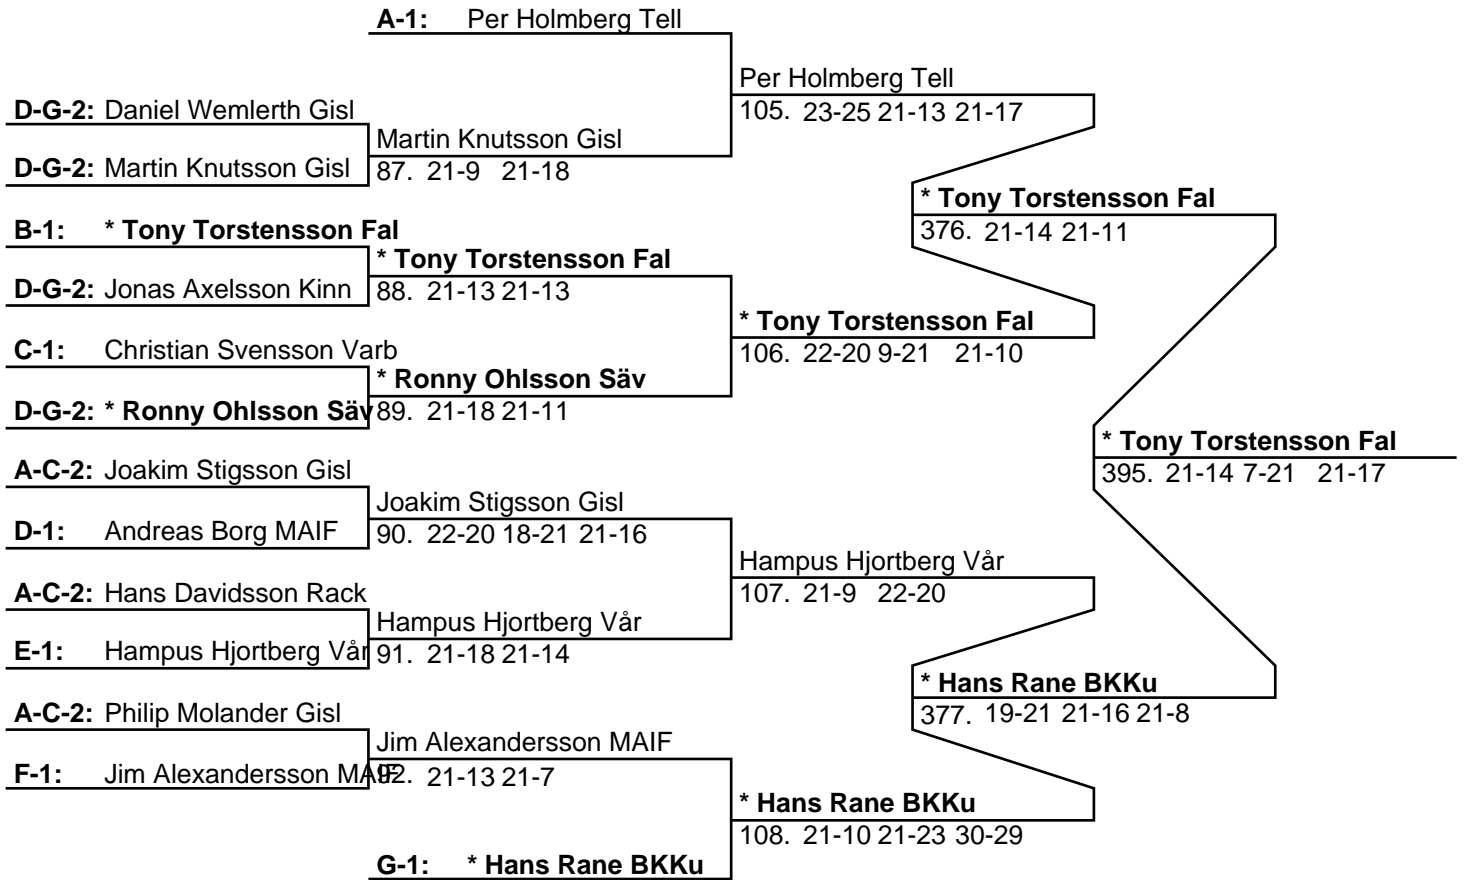 A-1: Per Holmberg Tell
Per Holmberg Tell
D-G-2: Daniel Wemlerth Gisl
105. 23-25 21-13 21-17
Martin Knutsson Gisl
D-G-2: Martin Knutsson Gisl
87. 21-9 21-18
* Tony Torstensson Fal
B-1: * Tony Torstensson Fal
376. 21-14 21-11
* Tony Torstensson Fal
D-G-2: Jonas Axelsson Kinn
88. 21-13 21-13
* Tony Torstensson Fal
C-1: Christian Svensson Varb
106. 22-20 9-21 21-10
* Ronny Ohlsson Säv
D-G-2: * Ronny Ohlsson Säv
89. 21-18 21-11
* Tony Torstensson Fal
A-C-2: Joakim Stigsson Gisl
395. 21-14 7-21 21-17
Joakim Stigsson Gisl
D-1: Andreas Borg MAIF
90. 22-20 18-21 21-16
Hampus Hjortberg Vår
A-C-2: Hans Davidsson Rack
107. 21-9 22-20
Hampus Hjortberg Vår
E-1: Hampus Hjortberg Vår
91. 21-18 21-14
* Hans Rane BKKu
A-C-2: Philip Molander Gisl
377. 19-21 21-16 21-8
Jim Alexandersson MAIF
F-1: Jim Alexandersson MAIF
92. 21-13 21-7
* Hans Rane BKKu
108. 21-10 21-23 30-29
G-1: * Hans Rane BKKu